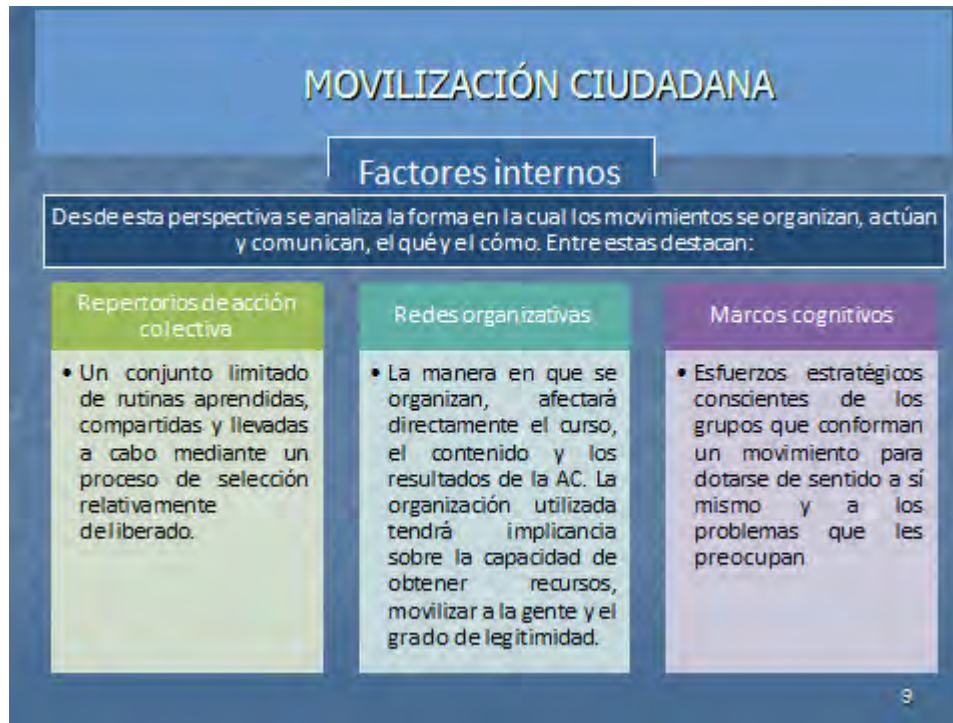 MOVILIZACIÓN CIUDADANA
Factores internos
Desde esta perspectiva se analiza la forma en la cual los movimientos se organizan, actúan
y comunican, el qué y el cómo. Entre estas destacan:
Repertorios de acción
colectiva
• Un conjunto limitado
de rutinas aprendidas,
compartidas y llevadas
a cabo mediante un
proceso de selección
relativamente
deliberado.
Redes organizativas
• La manera en que se
organizan, afectará
directamente el curso,
el contenido y los
resultados de la AC. La
organización utilizada
tendrá implicancia
sobre la capacidad de
obtener recursos,
movilizar a la gente y el
grado de legitimidad.
Marcos cognitivos
• Esfuerzos estratégicos
conscientes de los
grupos que conforman
un movimiento para
dotarse de sentido a sí
mismo y a los
problemas que les
preocupan
9